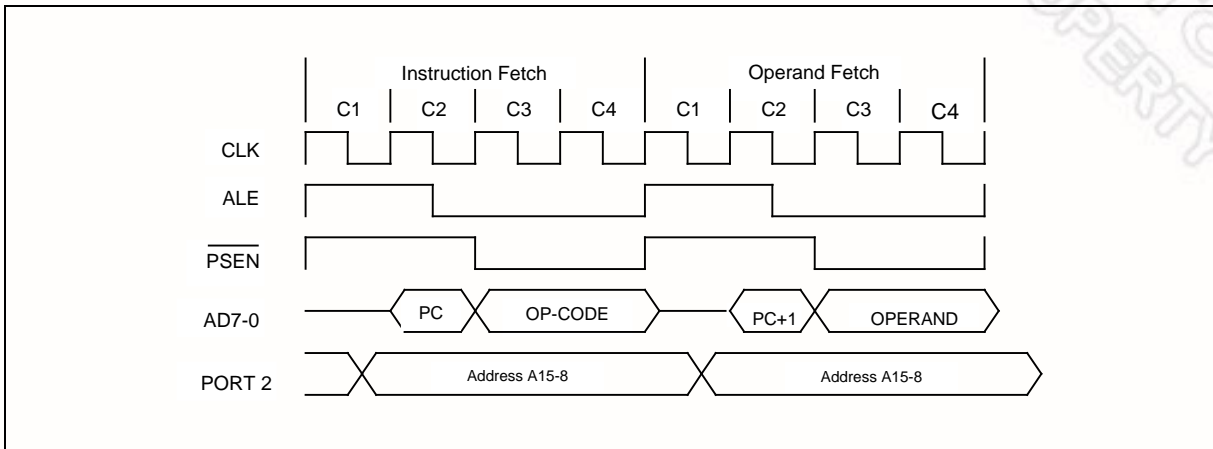 Instruction Fetch Operand Fetch
C1 C2 C3 C4 C1 C2 C3 C4
CLK
ALE
PSEN
AD7-0 PC OP-CODE PC+1 OPERAND
PORT 2 Address A15-8 Address A15-8